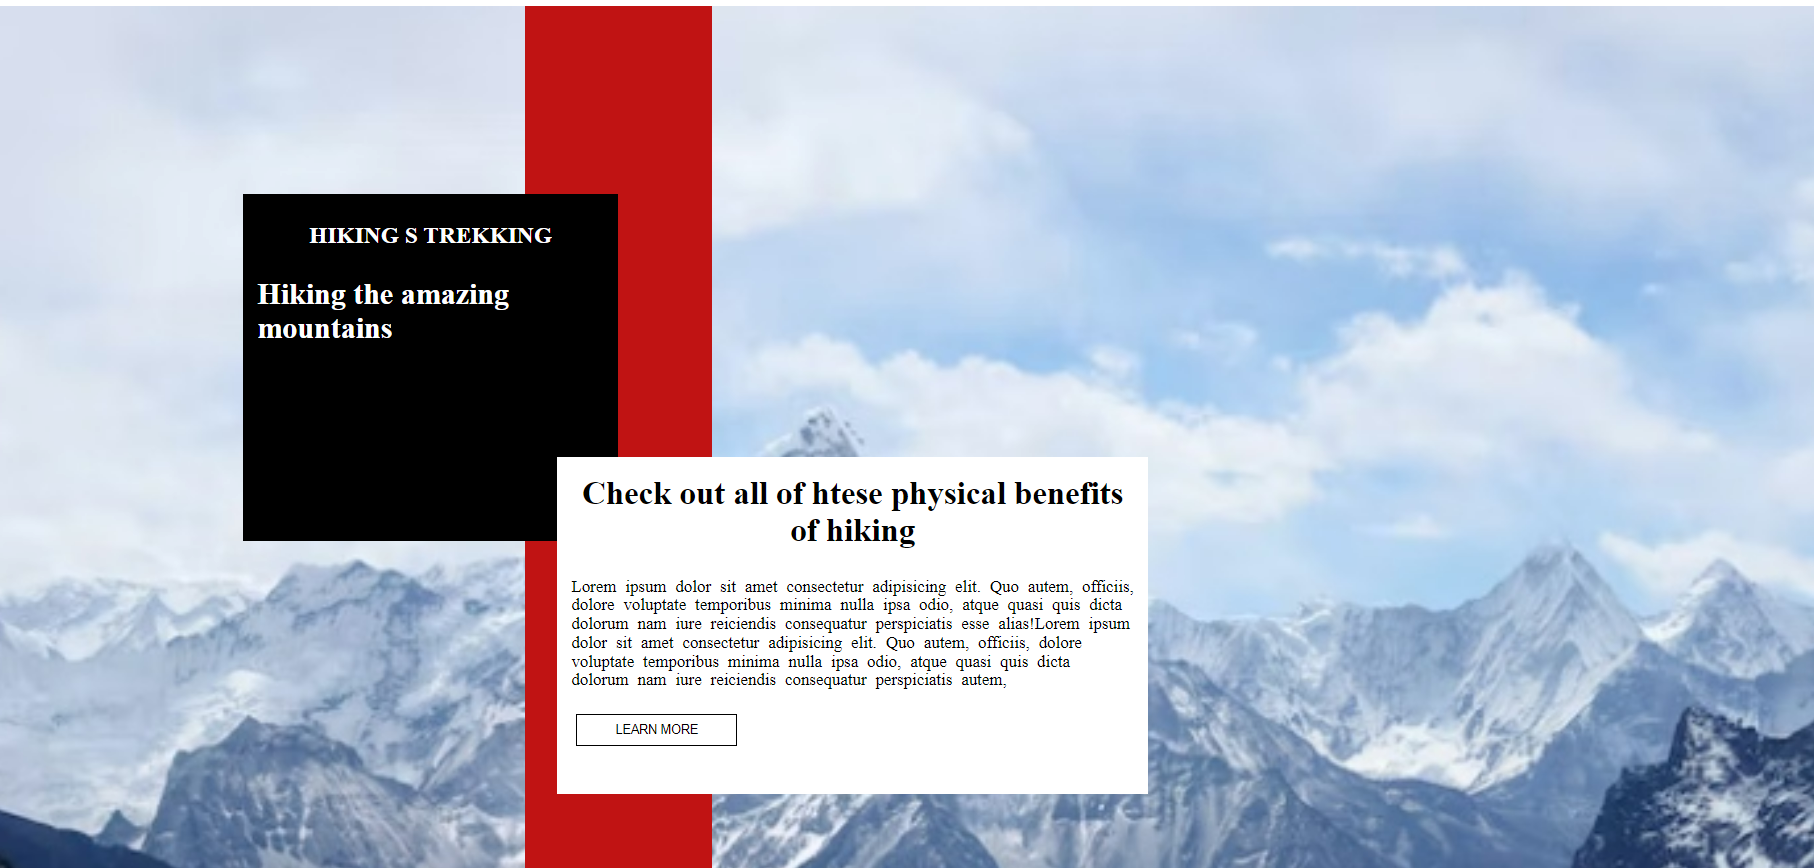 HIKING S TREKKING
Hiking the amazing
mountains
Check out all of htese physical benefits
of hiking
Lorem ipsum dolor sit amet consectetur adipisicing elit. Quo autem, officiis,
dolore voluptate temporibus minima nulla ipsa odio, atque quasi quis dicta
dolorum nam iure reiciendis consequatur perspiciatis esse alias!Lorem ipsum
dolor sit amet consectetur adipisicing elit. Quo autem, officiis, dolore
voluptate temporibus minima nulla ipsa odio, atque quasi quis dicta
dolorum nam iure reiciendis consequatur perspiciatis autem,
LEARN MORE